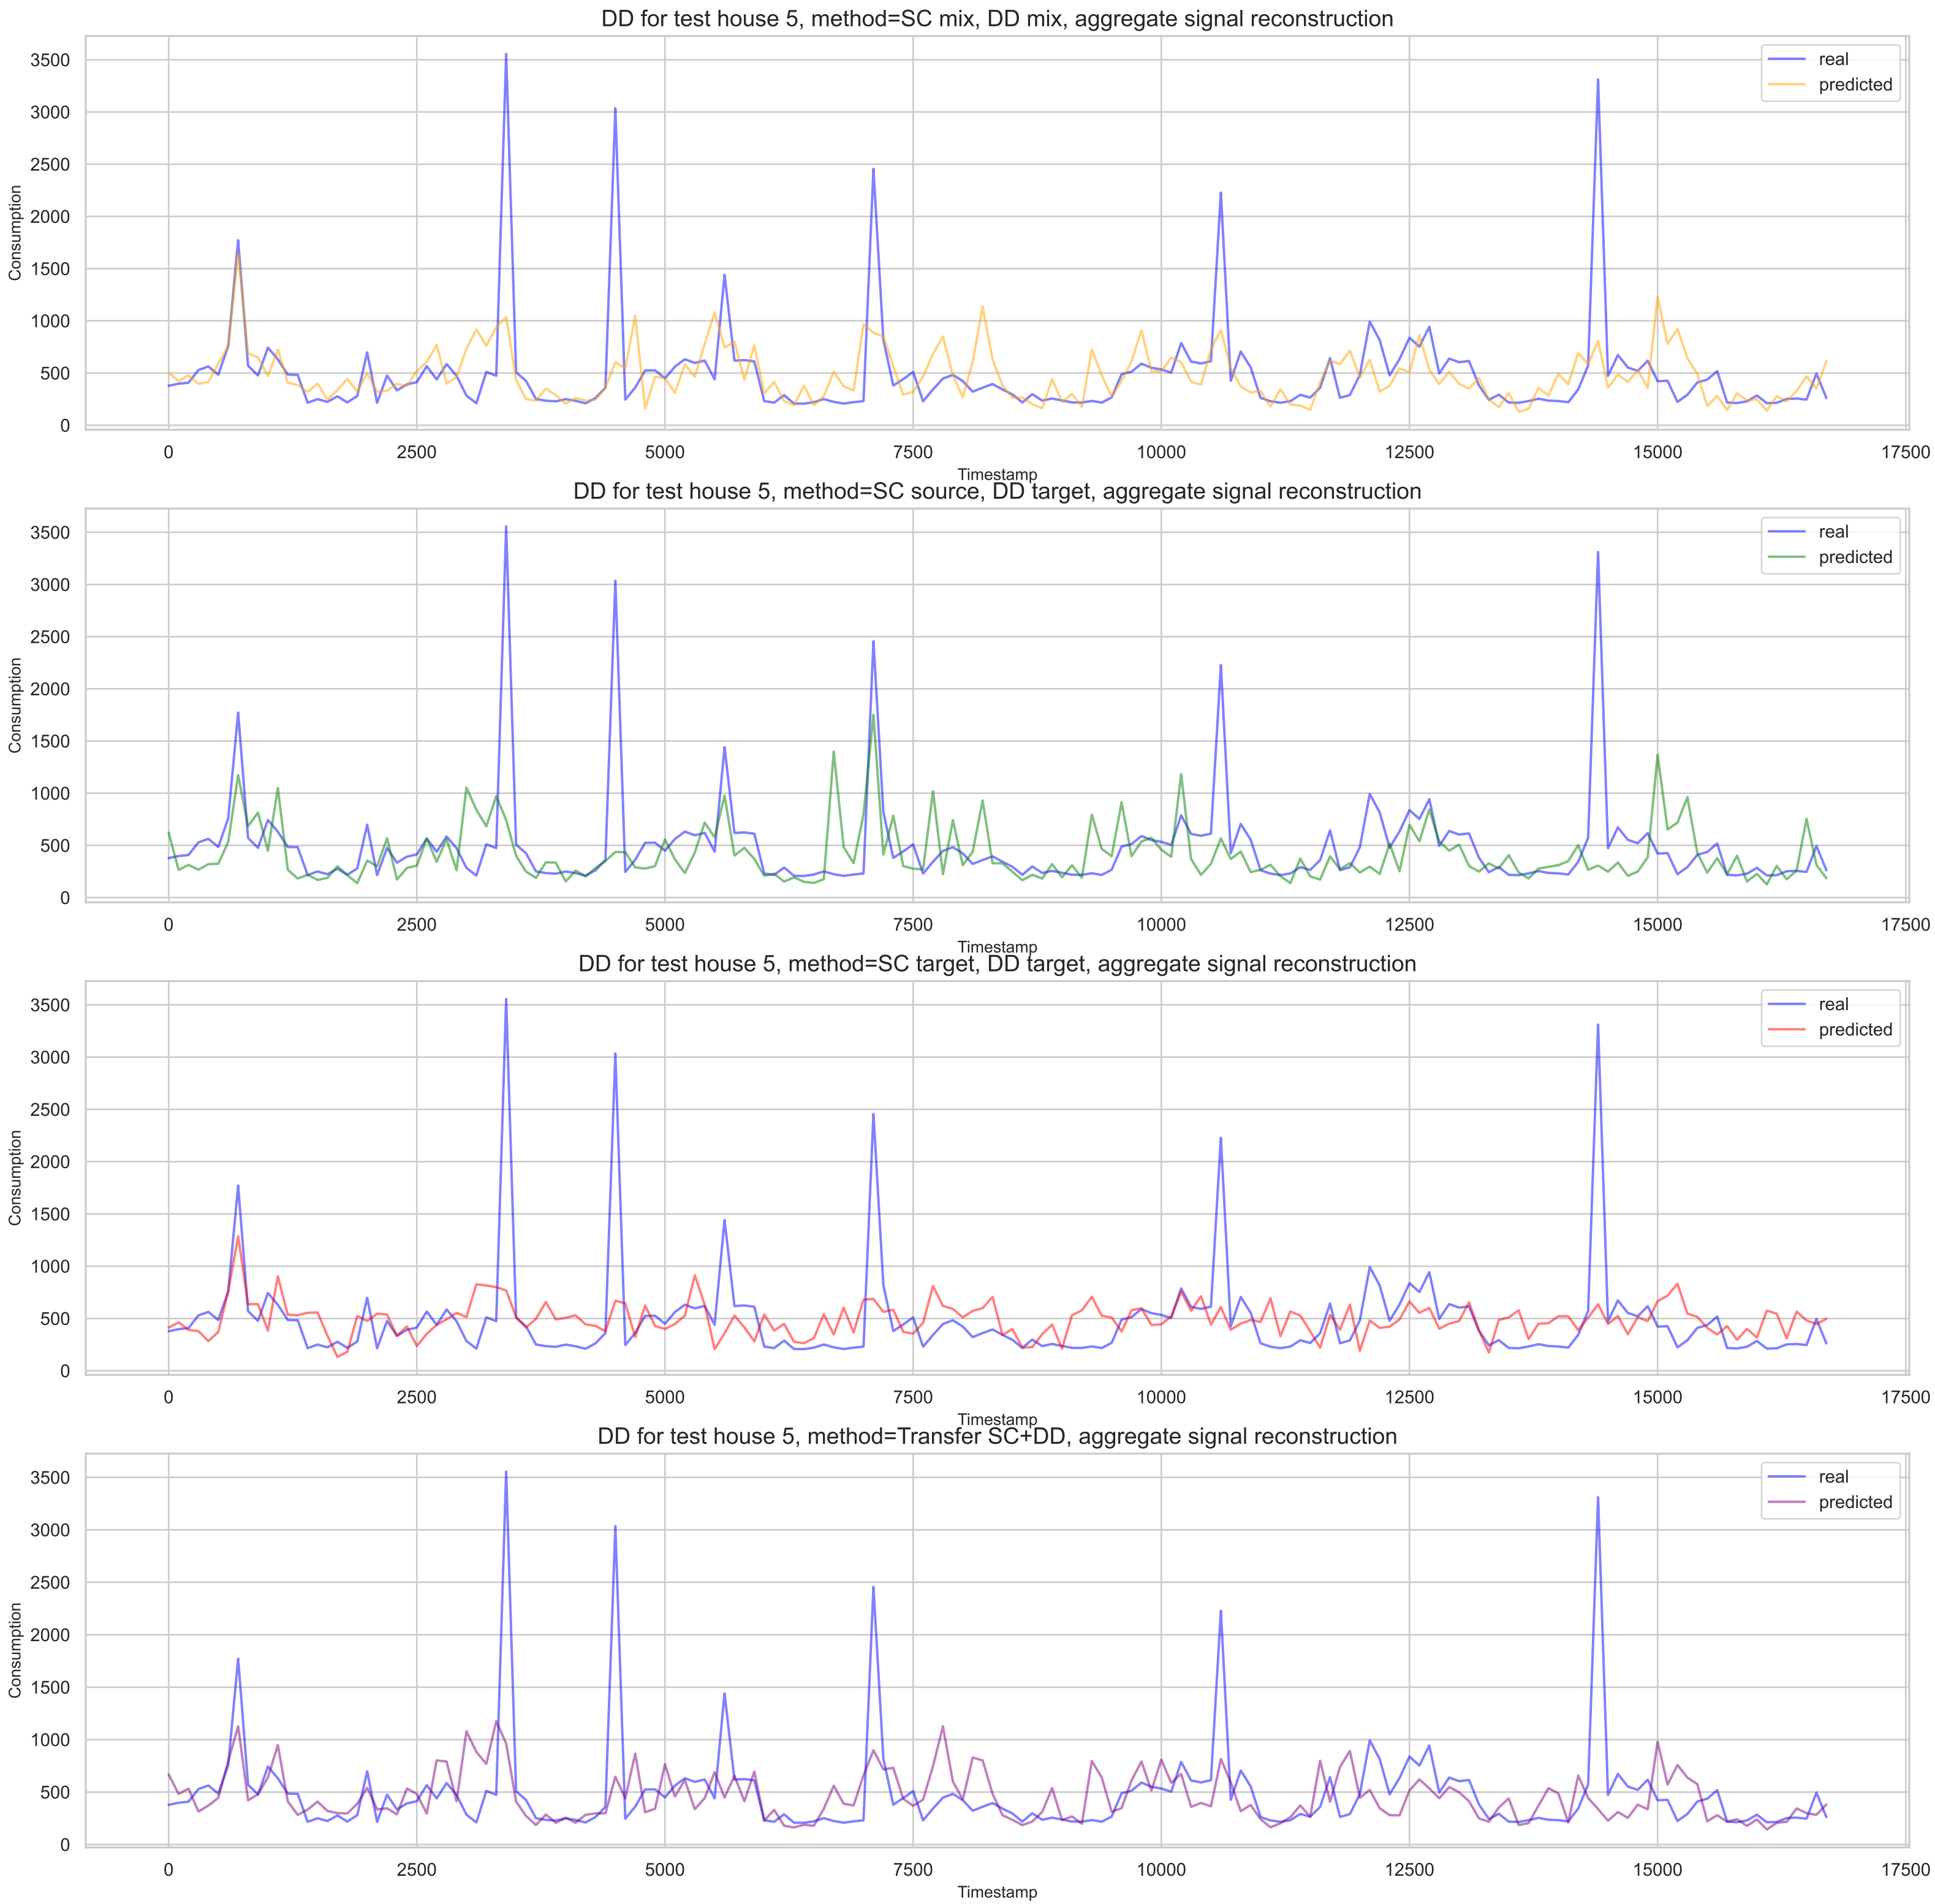 DD for test house 5, method=SC mix, DD mix, aggregate signal reconstruction
3500
3000
2500
2000
1500
1000
500
0
Consumption
real
predicted
0 2500 5000 7500 10000 12500 15000 17500
Timestamp
DD for test house 5, method=SC source, DD target, aggregate signal reconstruction
3500
3000
2500
2000
1500
1000
500
0
Consumption
real
predicted
0 2500 5000 7500 10000 12500 15000 17500
Timestamp
DD for test house 5, method=SC target, DD target, aggregate signal reconstruction
3500
3000
2500
2000
1500
1000
500
0
Consumption
real
predicted
0 2500 5000 7500 10000 12500 15000 17500
Timestamp
DD for test house 5, method=Transfer SC+DD, aggregate signal reconstruction
3500
3000
2500
2000
1500
1000
500
0
Consumption
real
predicted
0 2500 5000 7500 10000 12500 15000 17500
Timestamp